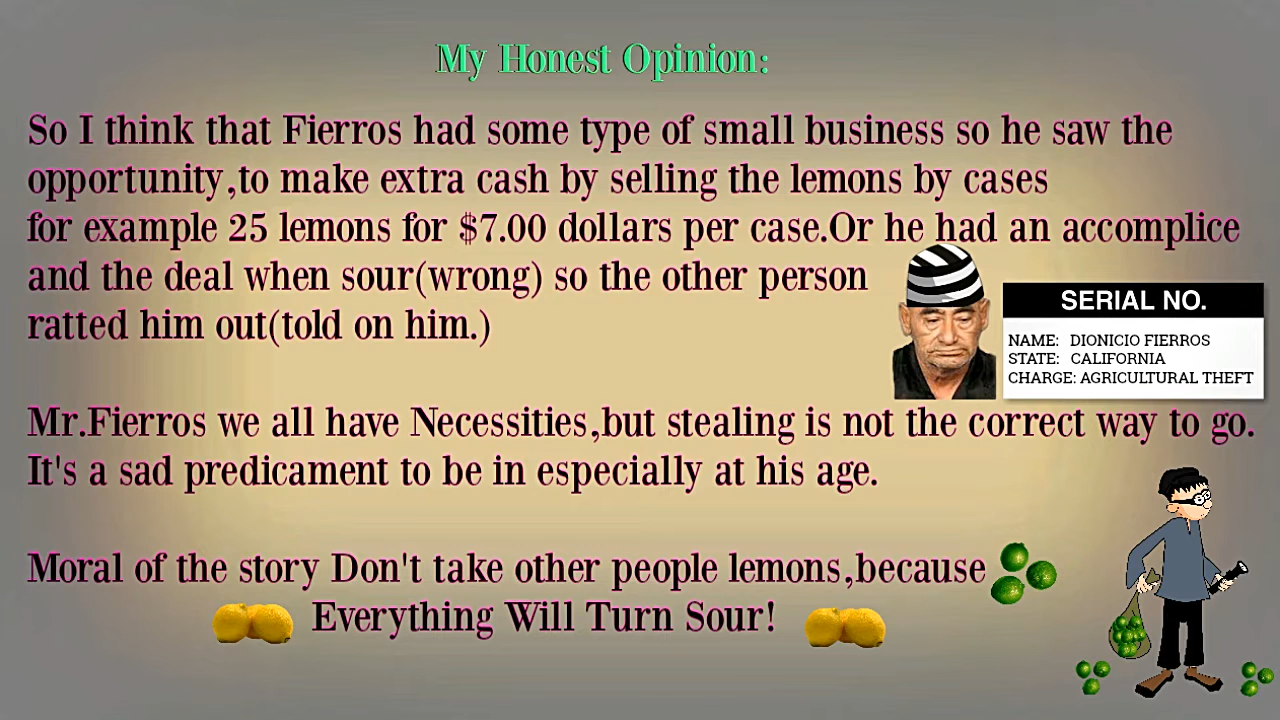 My Honest Opinion:
So I think that Fierros had some type of small business so he saw the
opportunity,to make extra cash by selling the lemons by cases
for example 25 lemons for $7.00 dollars per case.Or he had an accomplice
and the deal when sour(wrong) so the other person
ratted him out(told on him.)
SERIAL NO.
NAME: DIONICIO FIERROS
STATE: CALIFORNIA
CHARGE: AGRICULTURAL THEFT
Mr.Fierros we all have Necessities,but stealing is not the correct way to go.
It's a sad predicament to be in especially at his age.
Moral of the story Don't take other people lemons,because
Everything Will Turn Sour!